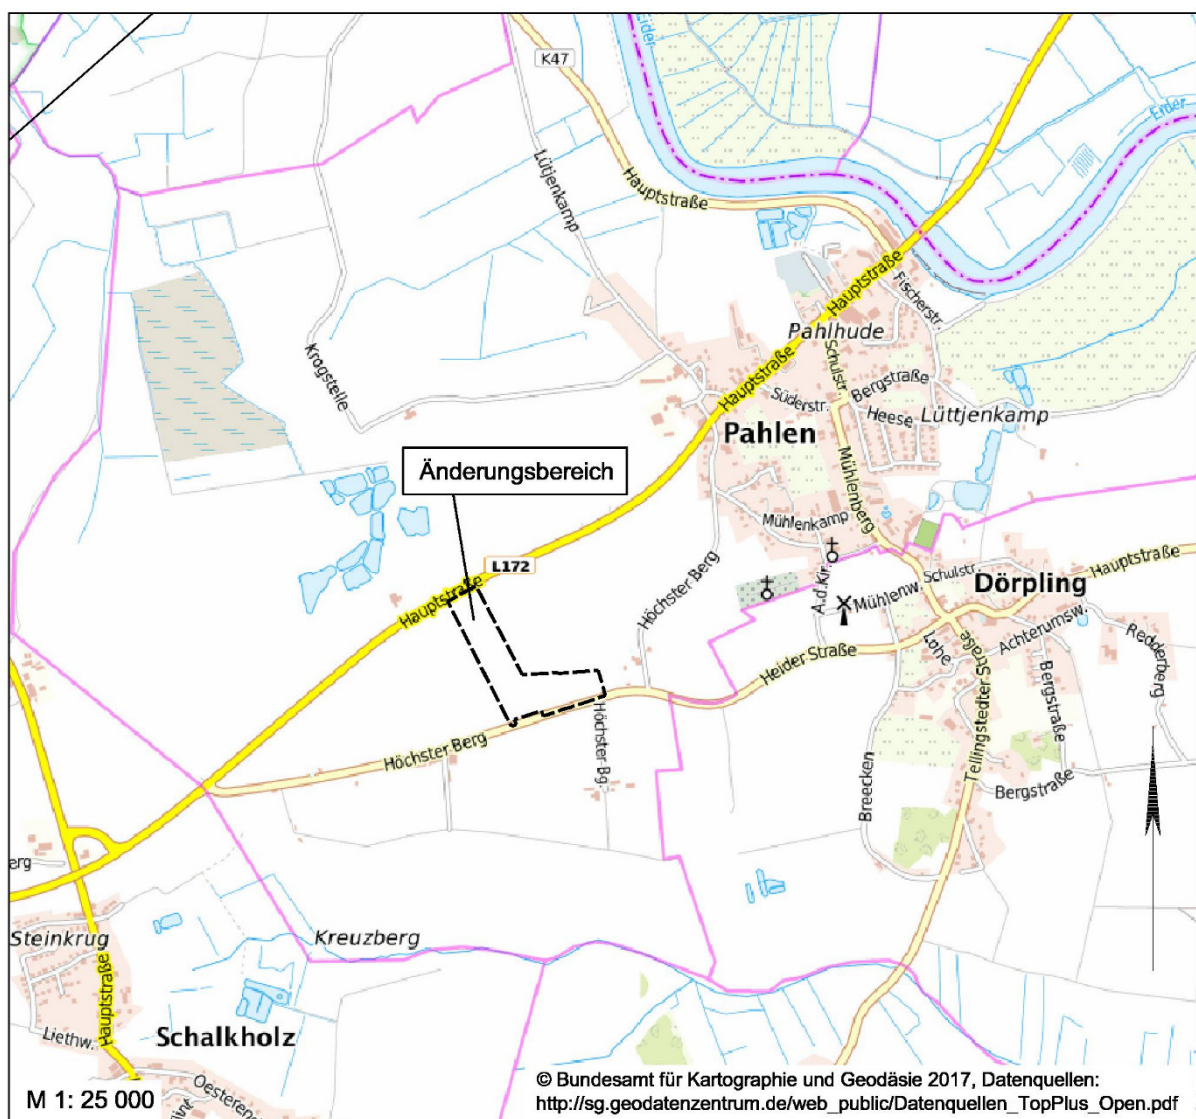 Eider
K47
Eider
Lütjenkamp
Hauptstraße
Hauptstraße
Fischerstr.
Hauptstraße
Pahlhude
Krogstelle
Hauptstraße
Schulstr.
Bergstraße
Süderstr.
Heese
Lüttjenkamp
Pahlen
Mühlenberg
Änderungsbereich
Mühlenkamp
L172
Hauptstraße
Höchster Berg
A.d.Kir.
Mühlenw.
Schulstr.
Hauptstraße
Dörpling
Achterumsw.
Redderberg
Lohe
Heider Straße
Tellingstedter Straße
Bergstraße
Höchster Berg
Höchster Bg.
Breecken
Bergstraße
erg
Steinkrug
Kreuzberg
Hauptstraße
Liethw.
Schalkholz
M 1: 25 000
© Bundesamt für Kartographie und Geodäsie 2017, Datenquellen:
http://sg.geodatenzentrum.de/web_public/Datenquellen_TopPlus_Open.pdf